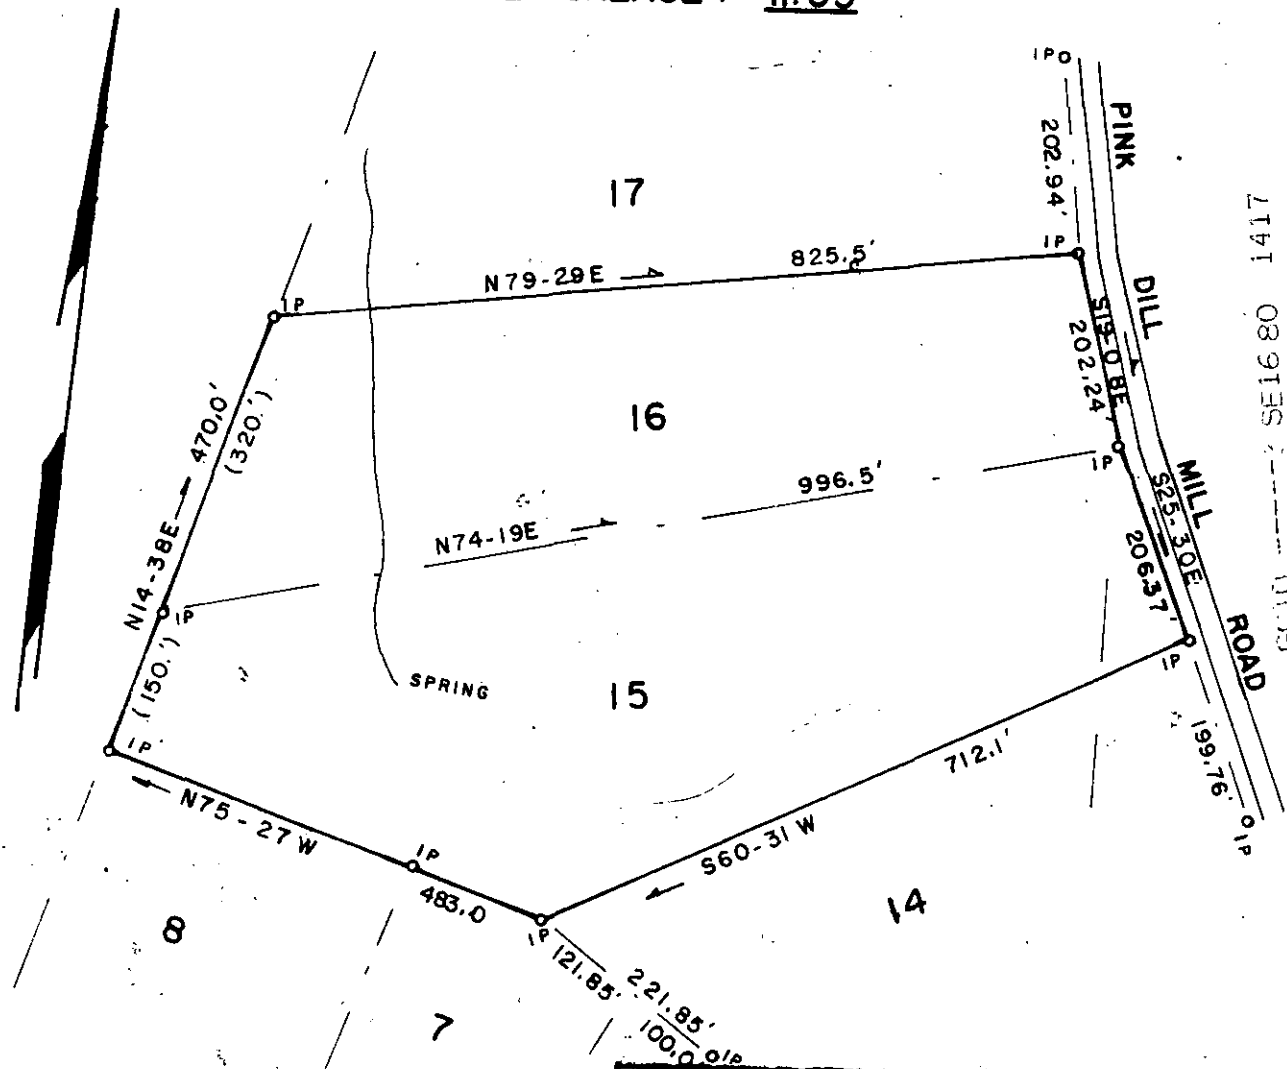 IP
PINK
202.94'
17
IP
825.5'
N79-29E
IP
DILL
S19-08E
202.24'
470.0'
(320.')
16
IP
996.5'
N74-19E
MILL
S25-30E
206.37'
N14-38E
IP
(150.')
SPRING
15
ROAD
IP
IP
712.1'
199.76'
N75-27W
S60-31W
IP
IP
483.0
14
8
IP
121.85'
221.85'
7
100.0
IP
SE1680 1417